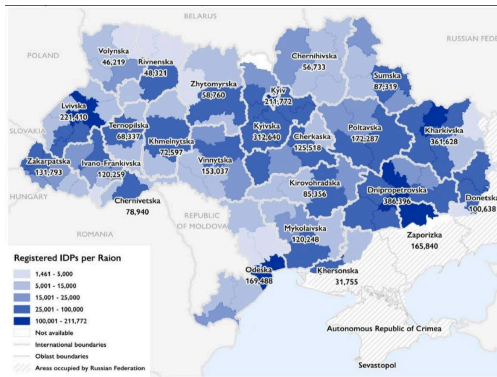 BELARUS
POLAND
RUSSIAN FEDE
Volynska
46,219
Rivnenska
48,321
Zhytomyrska
58,760
Kyiv
211,772
Chernihivska
56,733
Sumska
87,319
Lvivska
221,410
Ternopilska
68,337
Khmelnytska
72,597
Kyivska
312,640
Cherkaska
125,518
Poltavska
172,287
Kharkivska
361,628
SLOVAKIA
Zakarpatska
131,793
Ivano-Frankivska
120,259
Vinnytska
153,037
Kirovohradska
85,356
Dnipropetrovska
386,396
Donetska
100,638
HUNGARY
Chernivetska
78,940
REPUBLIC
OF MOLDOVA
ROMANIA
Mykolaivska
120,248
Zaporizka
165,840
Odeska
169,488
Khersonska
31,755
Autonomous Republic of Crimea
Sevastopol
Registered IDPs per Raion
1,461 - 5,000
5,001 - 15,000
15,001 - 25,000
25,001 - 100,000
100,001 - 211,772
Not available
International boundaries
Oblast boundaries
Areas occupied by Russian Federation